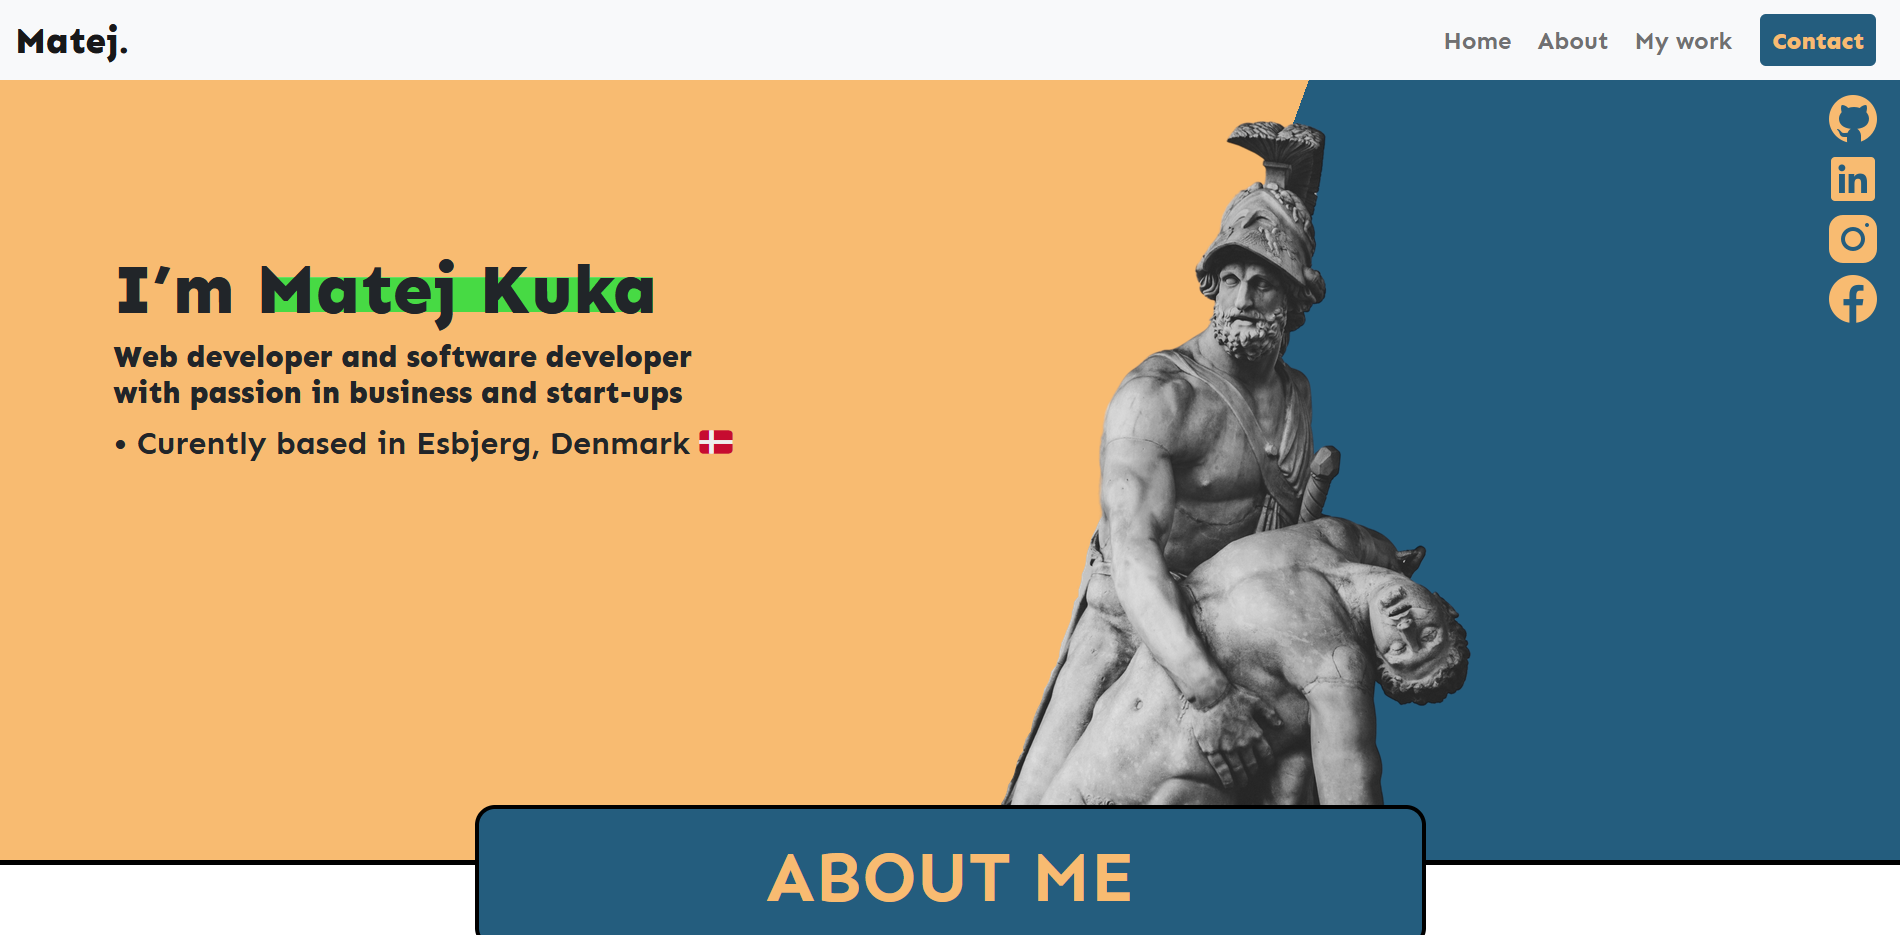 Matej.
Home About My work Contact
I’m Matej Kuka
Web developer and software developer
with passion in business and start-ups
• Curently based in Esbjerg, Denmark 🇩🇰
in
ABOUT ME